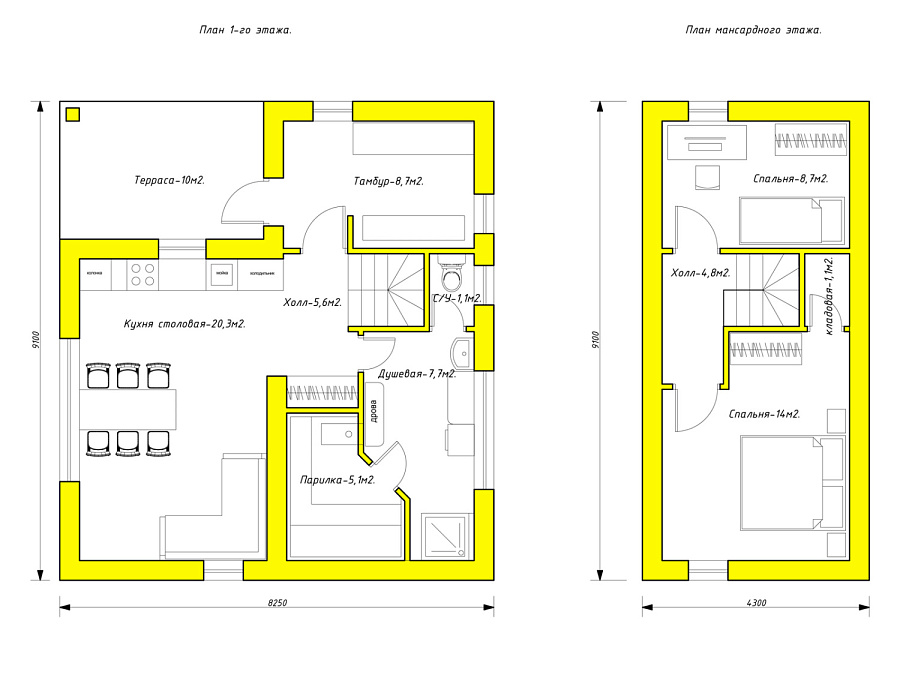 План 1-го этажа.
План мансардного этажа.
Терраса-10м2.
Тамбур-8,7м2.
Спальня-8,7м2.
колонка
мойка
холодильник
Холл-5,6м2.
С/У-1,1м2.
Холл-4,8м2.
кладовая-1,1м2.
Кухня столовая-20,3м2.
9100
9100
Душевая-7,7м2.
дрова
Спальня-14м2.
Парилка-5,1м2.
8250
4300